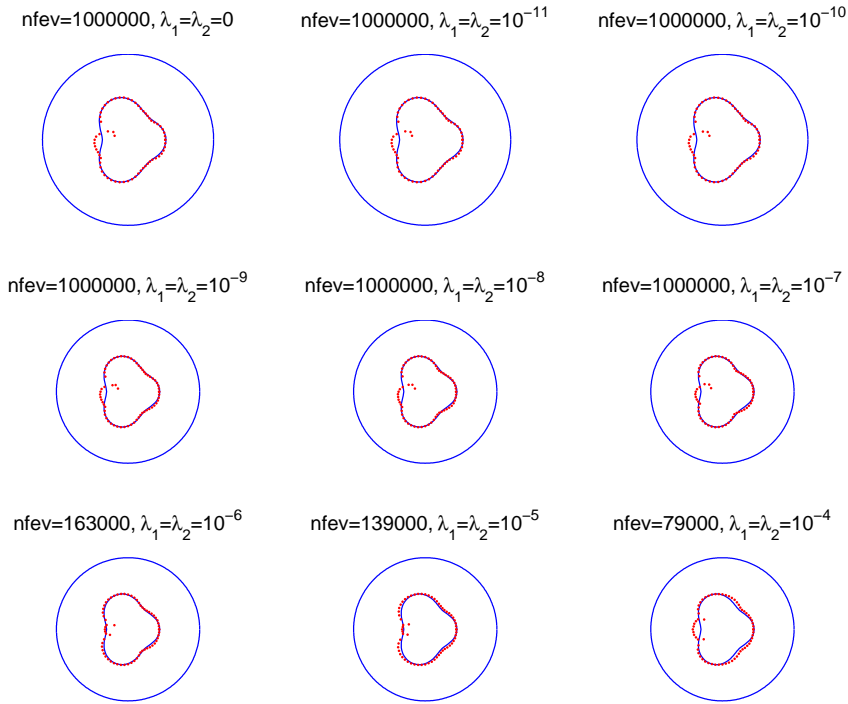 nfev=1000000, λ₁=λ₂=0
nfev=1000000, λ₁=λ₂=10⁻¹¹
nfev=1000000, λ₁=λ₂=10⁻¹⁰
nfev=1000000, λ₁=λ₂=10⁻⁹
nfev=1000000, λ₁=λ₂=10⁻⁸
nfev=1000000, λ₁=λ₂=10⁻⁷
nfev=163000, λ₁=λ₂=10⁻⁶
nfev=139000, λ₁=λ₂=10⁻⁵
nfev=79000, λ₁=λ₂=10⁻⁴